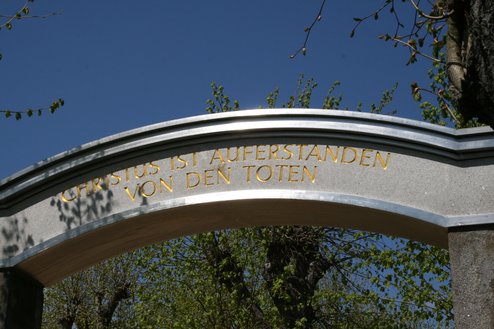 CHRISTUS IST AUFERSTANDEN
VON DEN TOTEN